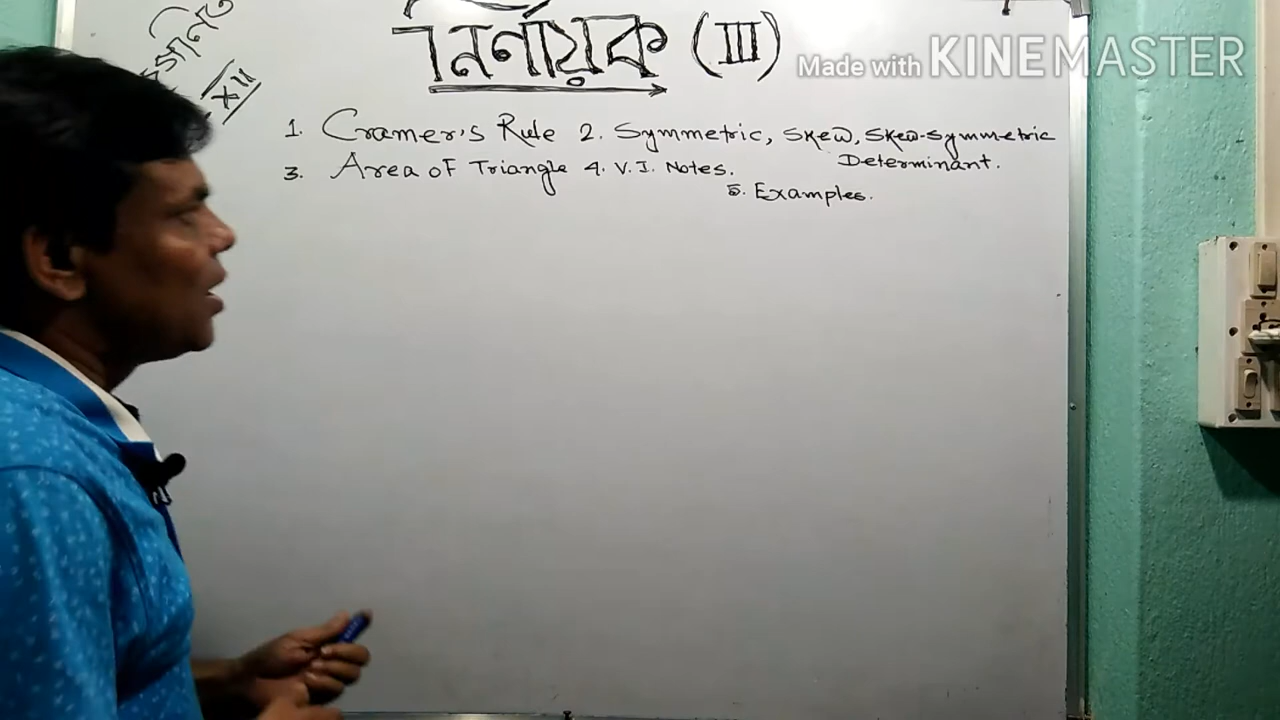 নির্ণায়ক (III)
Made with KINEMASTER
XII
1. Cramer's Rule 2. Symmetric, Skew, Skew-Symmetric
Determinant.
3. Area of Triangle 4. V.I. Notes.
5. Examples.